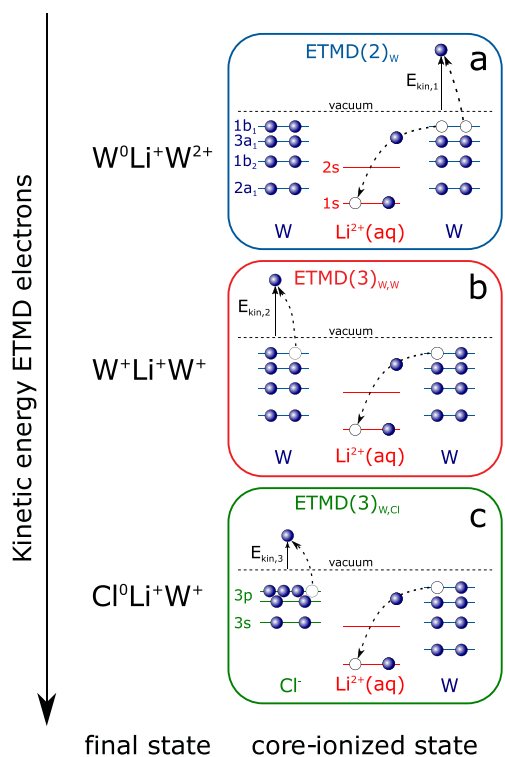 Kinetic energy ETMD electrons
ETMD(2)W
a
Ekin,1
vacuum
1b1
3a1
1b2
2a1
2s
1s
W
Li2+(aq)
W
W0Li+W2+
ETMD(3)W,W
b
Ekin,2
vacuum
W
Li2+(aq)
W
W+Li+W+
ETMD(3)W,Cl
c
Ekin,3
vacuum
3p
3s
Cl-
Li2+(aq)
W
Cl0Li+W+
final state
core-ionized state